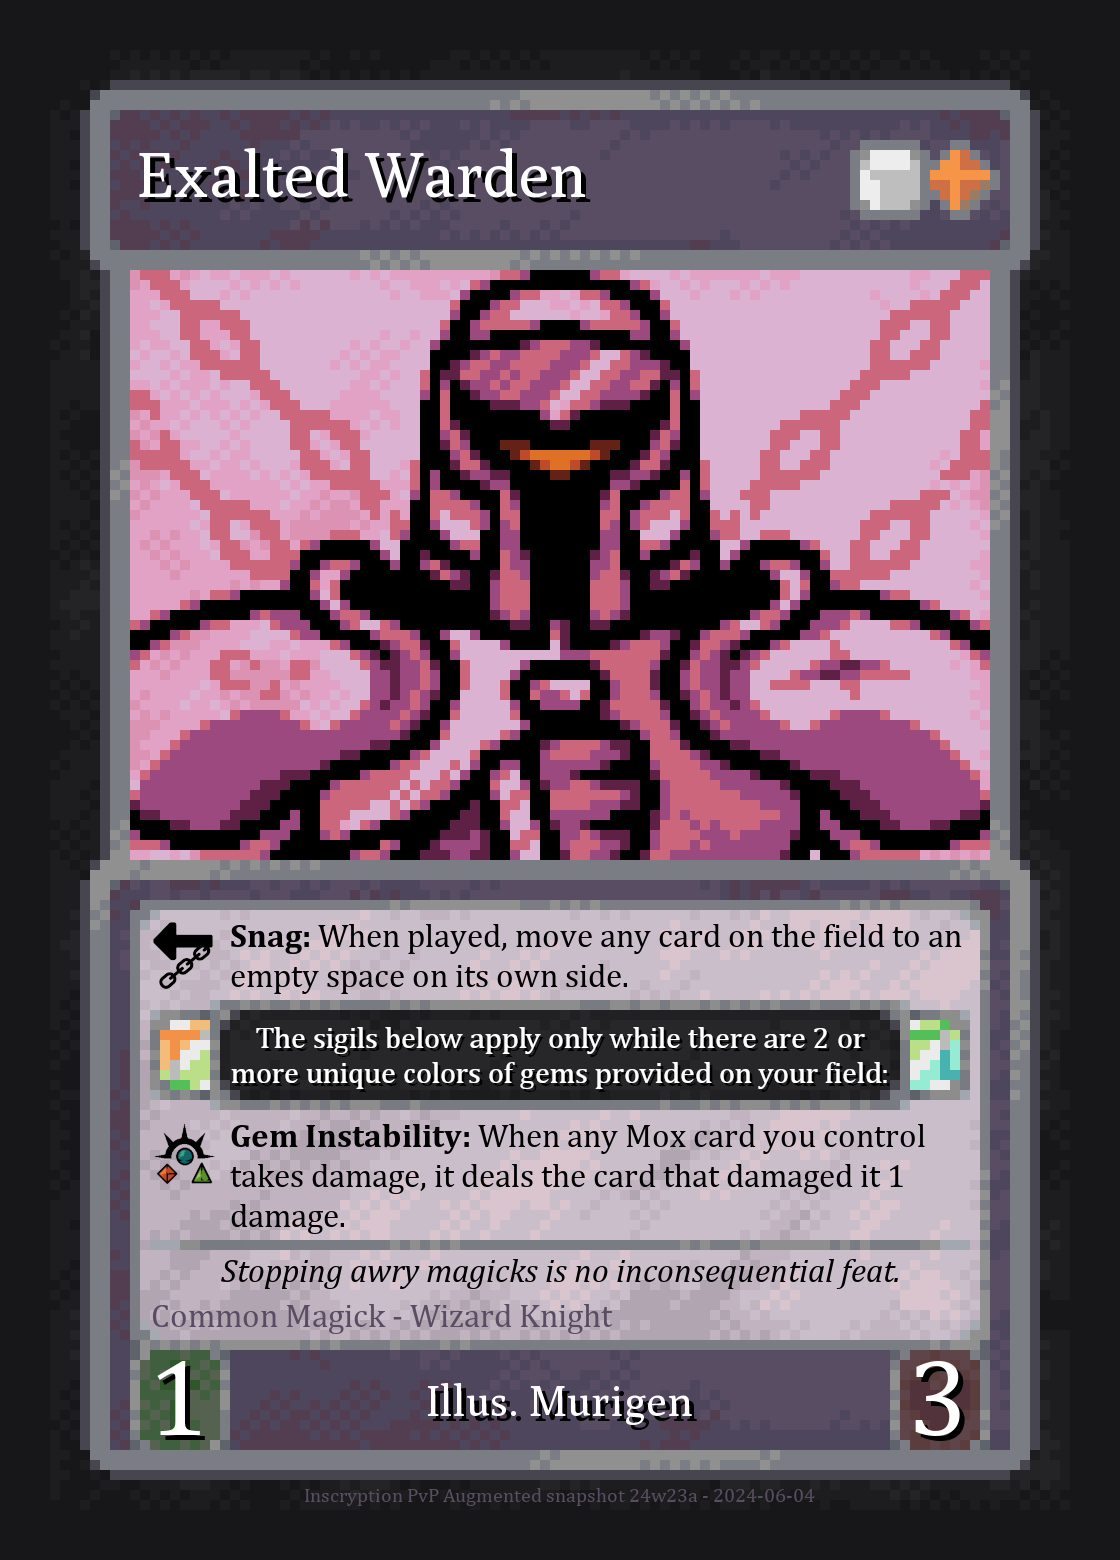 Exalted Warden
Snag: When played, move any card on the field to an
empty space on its own side.
The sigils below apply only while there are 2 or
more unique colors of gems provided on your field:
Gem Instability: When any Mox card you control
takes damage, it deals the card that damaged it 1
damage.
Stopping awry magicks is no inconsequential feat.
Common Magick - Wizard Knight
1
Illus. Murigen
3
Inscryption PvP Augmented snapshot 24w23a - 2024-06-04